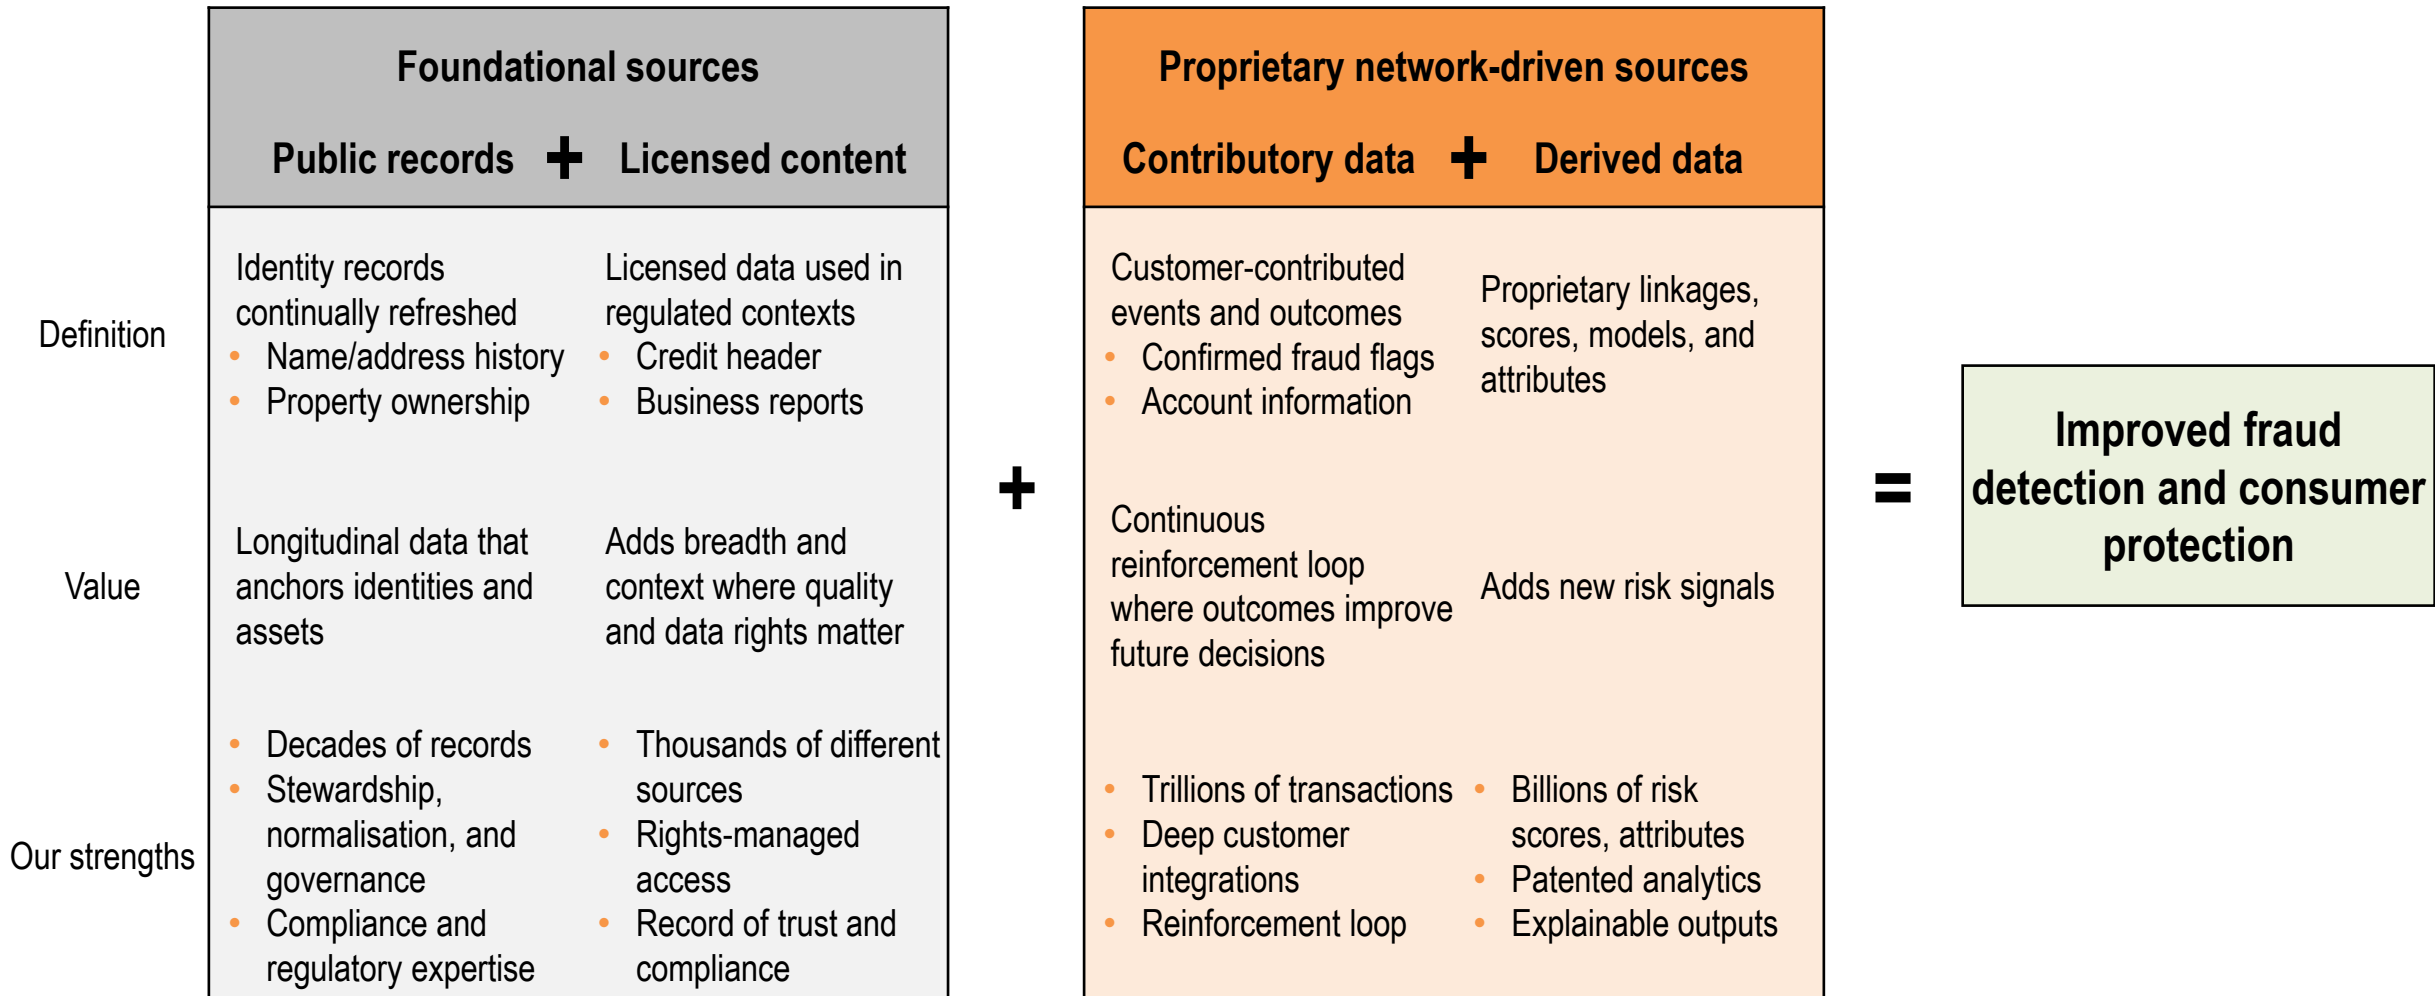 Foundational sources
Public records + Licensed content
Proprietary network-driven sources
Contributory data + Derived data
Definition
Identity records
continually refreshed
• Name/address history
• Property ownership
Licensed data used in
regulated contexts
• Credit header
• Business reports
Customer-contributed
events and outcomes
• Confirmed fraud flags
• Account information
Proprietary linkages,
scores, models, and
attributes
Value
Longitudinal data that
anchors identities and
assets
Adds breadth and
context where quality
and data rights matter
+
Continuous
reinforcement loop
where outcomes improve
future decisions
Adds new risk signals
Our strengths
• Decades of records
• Stewardship,
normalisation, and
governance
• Compliance and
regulatory expertise
• Thousands of different
sources
• Rights-managed
access
• Record of trust and
compliance
• Trillions of transactions
• Deep customer
integrations
• Reinforcement loop
• Billions of risk
scores, attributes
• Patented analytics
• Explainable outputs
=
Improved fraud
detection and consumer
protection